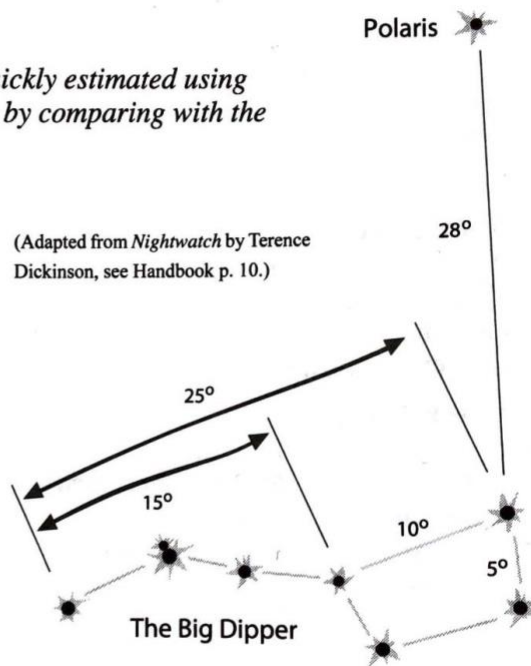 Polaris
ickly estimated using
by comparing with the
(Adapted from Nightwatch by Terence
Dickinson, see Handbook p. 10.)
28°
25°
15°
10°
5°
The Big Dipper